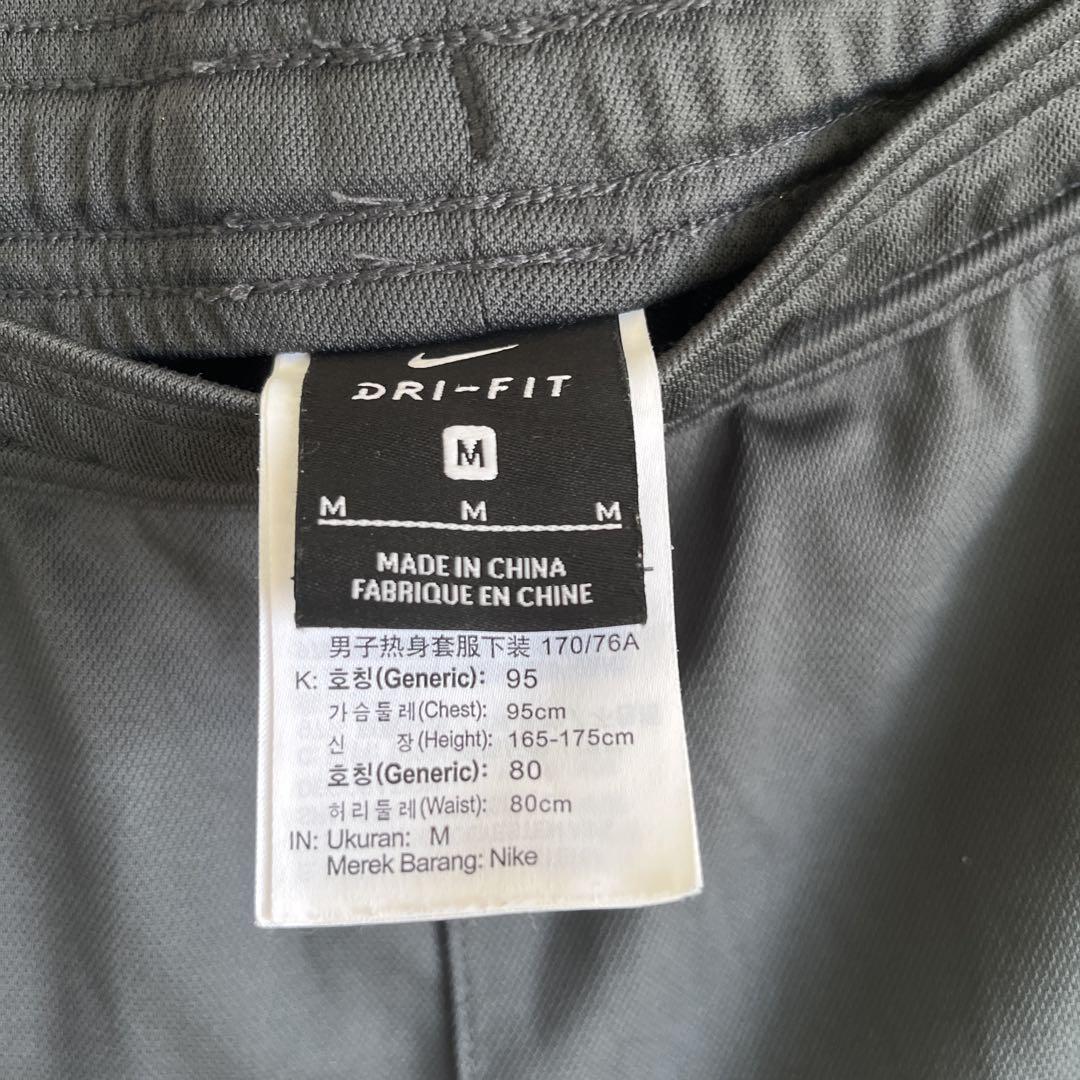 DRI-FIT
M
M M M
MADE IN CHINA
FABRIQUE EN CHINE
男子热身套服下装 170/76A
K: 호칭(Generic): 95
가슴둘레(Chest): 95cm
신 장(Height): 165-175cm
호칭(Generic): 80
허리둘레(Waist): 80cm
IN: Ukuran: M
Merek Barang: Nike